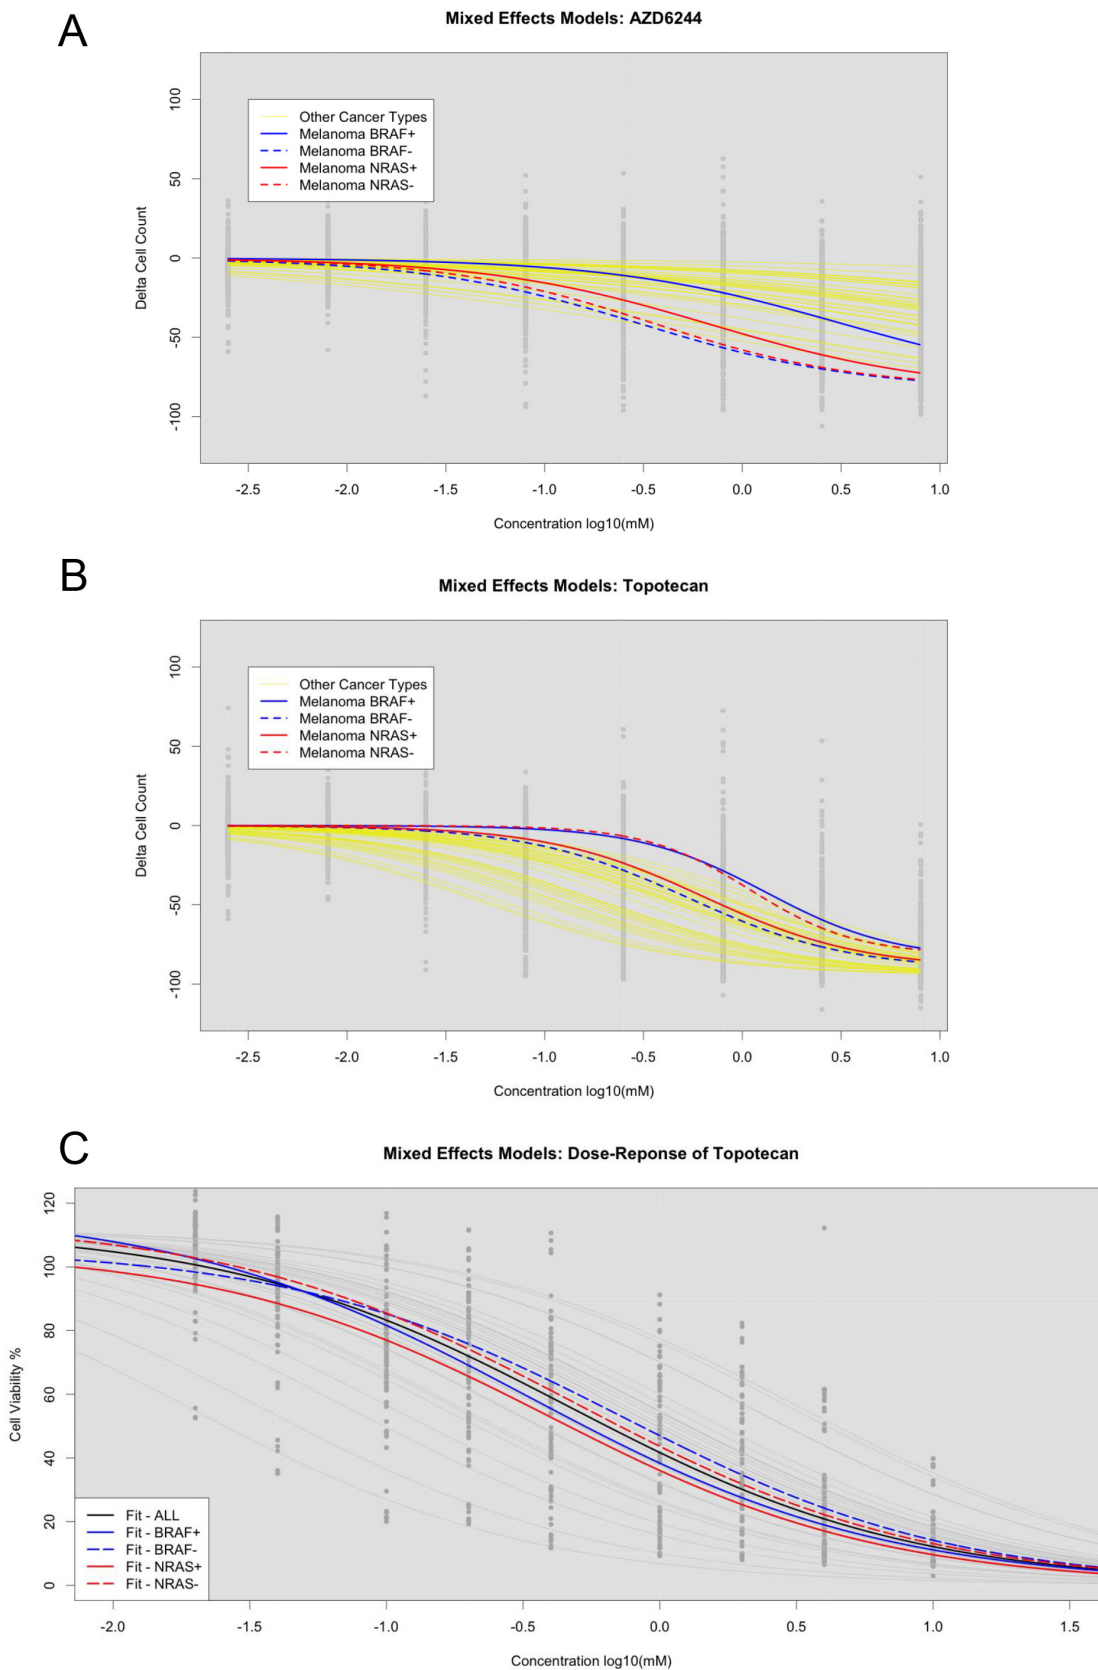 A
Mixed Effects Models: AZD6244
Other Cancer Types
Melanoma BRAF+
Melanoma BRAF-
Melanoma NRAS+
Melanoma NRAS-
Delta Cell Count
100
50
0
-50
-100
-2.5 -2.0 -1.5 -1.0 -0.5 0.0 0.5 1.0
Concentration log10(mM)
B
Mixed Effects Models: Topotecan
Other Cancer Types
Melanoma BRAF+
Melanoma BRAF-
Melanoma NRAS+
Melanoma NRAS-
Delta Cell Count
100
50
0
-50
-100
-2.5 -2.0 -1.5 -1.0 -0.5 0.0 0.5 1.0
Concentration log10(mM)
C
Mixed Effects Models: Dose-Reponse of Topotecan
Cell Viability %
120
100
80
60
40
20
0
Fit - ALL
Fit - BRAF+
Fit - BRAF-
Fit - NRAS+
Fit - NRAS-
-2.0 -1.5 -1.0 -0.5 0.0 0.5 1.0 1.5
Concentration log10(mM)